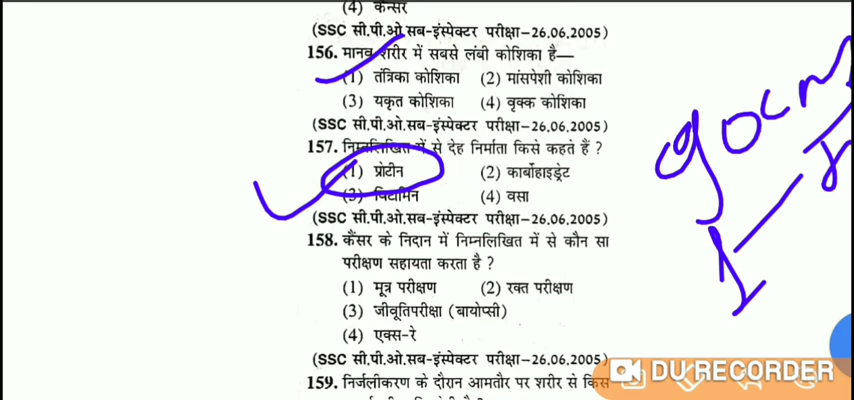 (4) कैन्सर
(SSC सी.पी.ओ.सब-इंस्पेक्टर परीक्षा-26.06.2005)
156. मानव शरीर में सबसे लंबी कोशिका है—
(1) तंत्रिका कोशिका (2) मांसपेशी कोशिका
(3) यकृत कोशिका (4) वृक्क कोशिका
(SSC सी.पी.ओ.सब-इंस्पेक्टर परीक्षा-26.06.2005)
157. निम्नलिखित में से देह निर्माता किसे कहते हैं ?
(1) प्रोटीन (2) कार्बोहाइड्रेट
(3) विटामिन (4) वसा
(SSC सी.पी.ओ.सब-इंस्पेक्टर परीक्षा-26.06.2005)
158. कैंसर के निदान में निम्नलिखित में से कौन सा
परीक्षण सहायता करता है ?
(1) मूत्र परीक्षण (2) रक्त परीक्षण
(3) जीवूतिपरीक्षा (बायोप्सी)
(4) एक्स-रे
(SSC सी.पी.ओ.सब-इंस्पेक्टर परीक्षा-26.06.2005)
159. निर्जलीकरण के दौरान आमतौर पर शरीर से किस
DU RECORDER